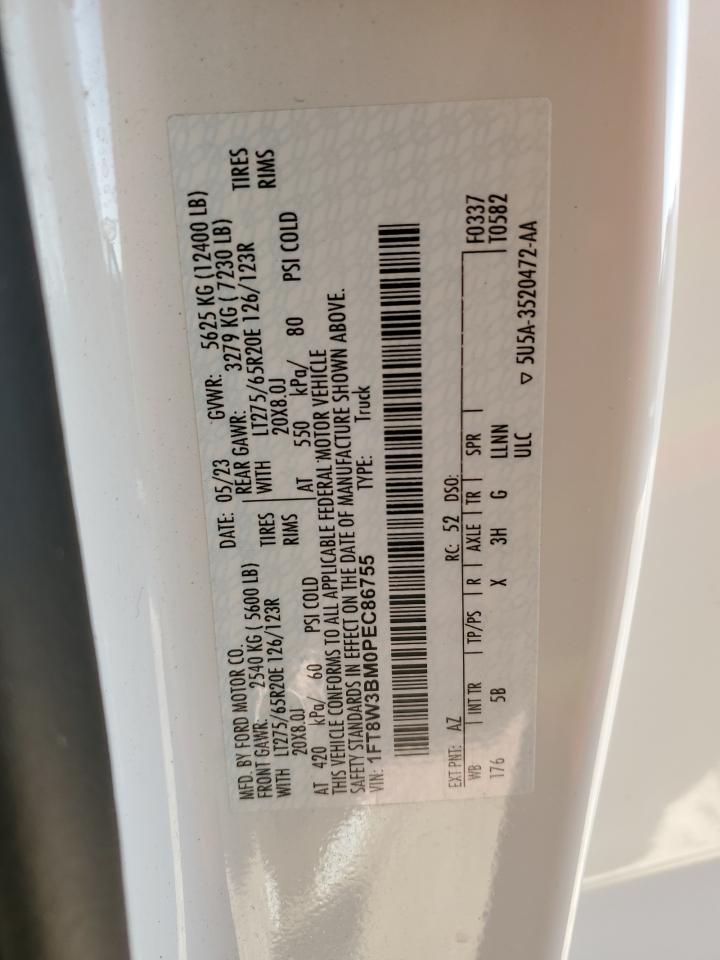 MFD. BY FORD MOTOR CO.
DATE: 05/23 GVWR: 5625 KG (12400 LB)
FRONT GAWR: 2540 KG ( 5600 LB) REAR GAWR: 3279 KG ( 7230 LB)
WITH LT275/65R20E 126/123R TIRES WITH LT275/65R20E 126/123R TIRES
20X8.0J RIMS 20X8.0J RIMS
AT 420 kPa/ 60 PSI COLD AT 550 kPa/ 80 PSI COLD
THIS VEHICLE CONFORMS TO ALL APPLICABLE FEDERAL MOTOR VEHICLE
SAFETY STANDARDS IN EFFECT ON THE DATE OF MANUFACTURE SHOWN ABOVE.
VIN: 1FT8W3BM0PEC86755 TYPE: Truck
EXT PNT: AZ RC: 52 DSO: F0337
WB INT TR TP/PS R AXLE TR SPR T0582
176 5B X 3H G LLNN
ULC ▽ 5U5A-3520472-AA